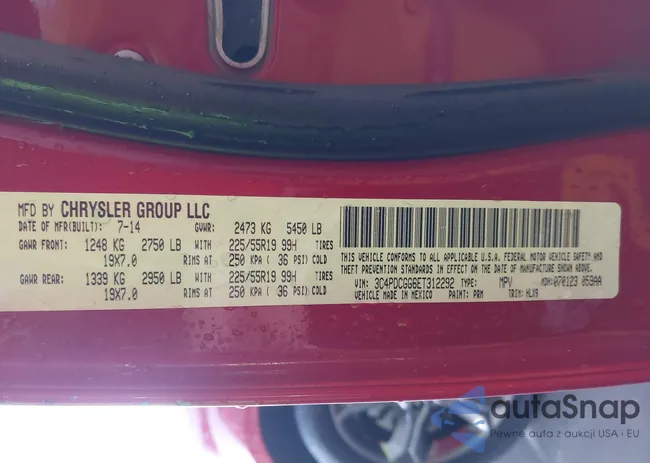 MFD BY CHRYSLER GROUP LLC
DATE OF MFR(BUILT): 7-14 GVWR: 2473 KG 5450 LB
GAWR FRONT: 1248 KG 2750 LB WITH 225/55R19 99H TIRES
19X7.0 RIMS AT 250 KPA ( 36 PSI) COLD
GAWR REAR: 1339 KG 2950 LB WITH 225/55R19 99H TIRES
19X7.0 RIMS AT 250 KPA ( 36 PSI) COLD
THIS VEHICLE CONFORMS TO ALL APPLICABLE U.S.A. FEDERAL MOTOR VEHICLE SAFETY, BUMPER AND
THEFT PREVENTION STANDARDS IN EFFECT ON THE DATE OF MANUFACTURE SHOWN ABOVE.
VIN: 3C4PDCGG6ET312292 TYPE: MPV MDH:070123 059AA
VEHICLE MADE IN MEXICO PAINT: PRM TRIM: HLX9
autaSnap
Pewne auta z aukcji USA i EU